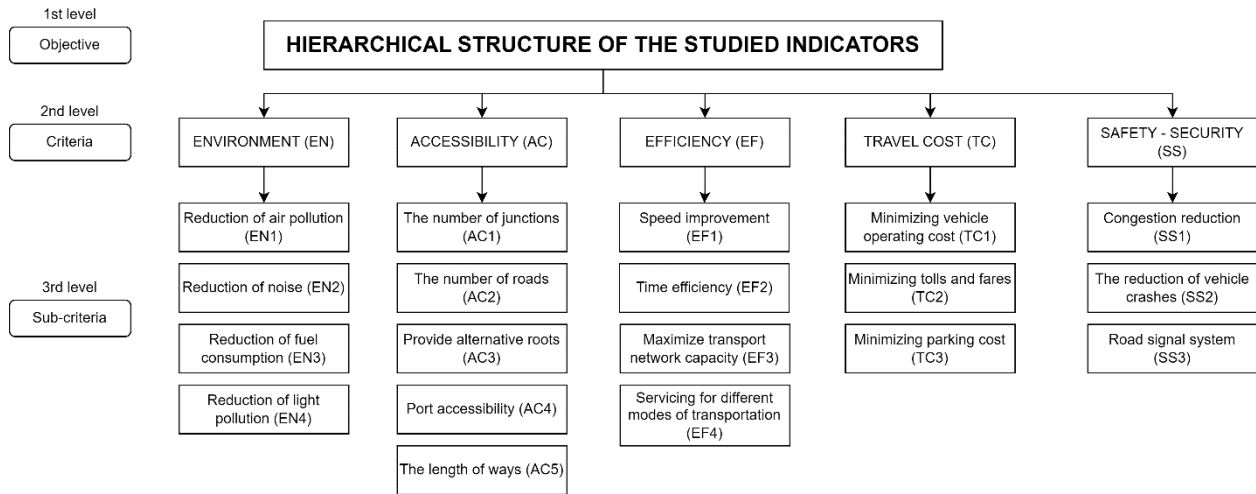 1st level
Objective
HIERARCHICAL STRUCTURE OF THE STUDIED INDICATORS
2nd level
Criteria
ENVIRONMENT (EN)
ACCESSIBILITY (AC)
EFFICIENCY (EF)
TRAVEL COST (TC)
SAFETY - SECURITY
(SS)
3rd level
Sub-criteria
Reduction of air pollution
(EN1)
Reduction of noise (EN2)
Reduction of fuel
consumption (EN3)
Reduction of light
pollution (EN4)
The number of junctions
(AC1)
The number of roads
(AC2)
Provide alternative roots
(AC3)
Port accessibility (AC4)
The length of ways (AC5)
Speed improvement
(EF1)
Time efficiency (EF2)
Maximize transport
network capacity (EF3)
Servicing for different
modes of transportation
(EF4)
Minimizing vehicle
operating cost (TC1)
Minimizing tolls and fares
(TC2)
Minimizing parking cost
(TC3)
Congestion reduction
(SS1)
The reduction of vehicle
crashes (SS2)
Road signal system
(SS3)